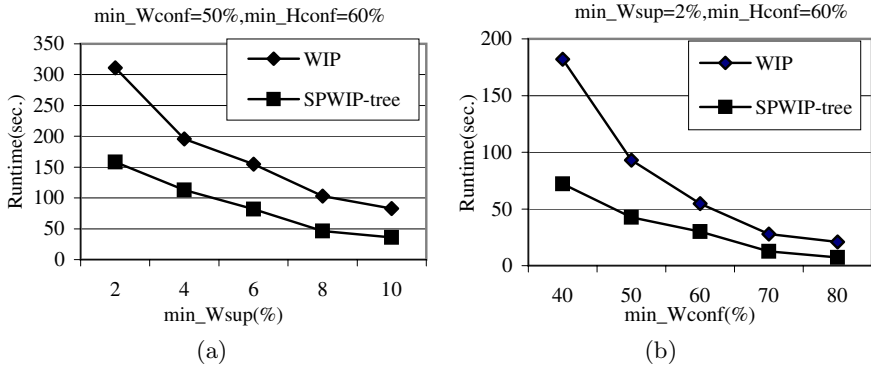 min_Wconf=50%,min_Hconf=60%
350
300
250
200
150
100
50
0
Runtime(sec.)
WIP
SPWIP-tree
2 4 6 8 10
min_Wsup(%)
(a)
min_Wsup=2%,min_Hconf=60%
200
150
100
50
0
Runtime(sec.)
WIP
SPWIP-tree
40 50 60 70 80
min_Wconf(%)
(b)